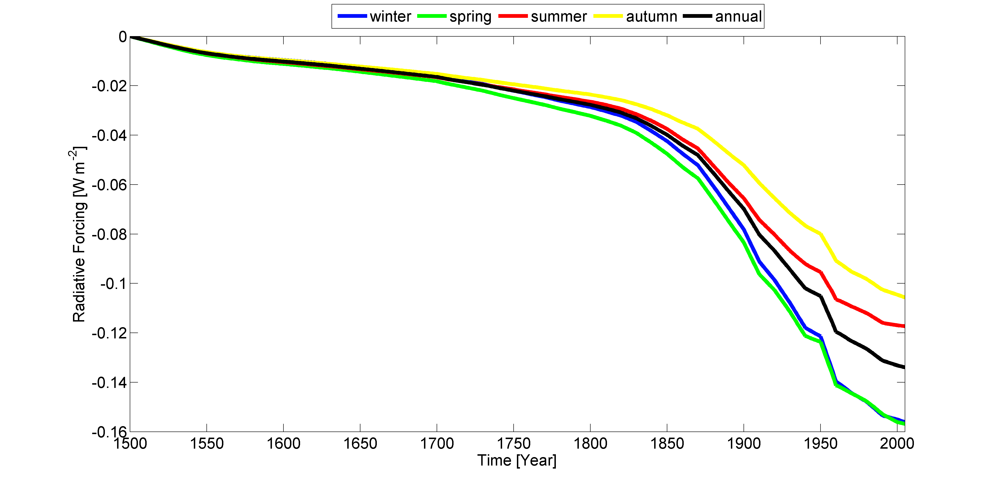 winter spring summer autumn annual
0
-0.02
-0.04
-0.06
-0.08
-0.1
-0.12
-0.14
-0.16
Radiative Forcing [W m-2]
1500 1550 1600 1650 1700 1750 1800 1850 1900 1950 2000
Time [Year]